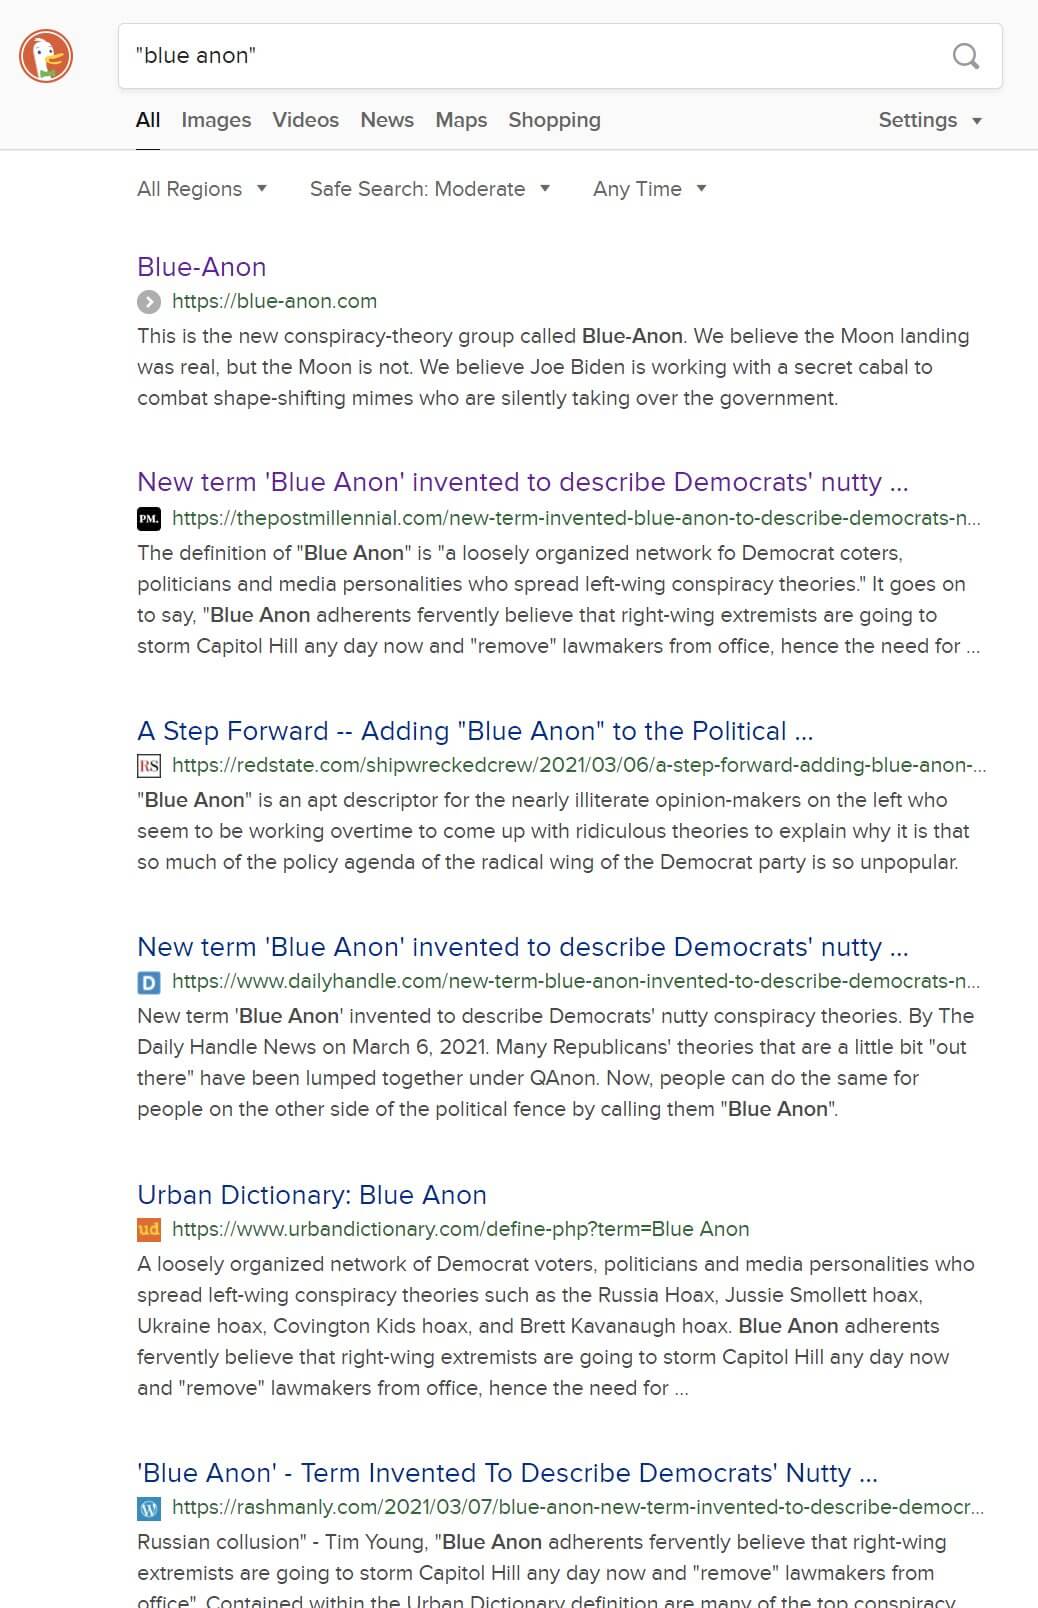 "blue anon"
All Images Videos News Maps Shopping Settings
All Regions Safe Search: Moderate Any Time
Blue-Anon
https://blue-anon.com
This is the new conspiracy-theory group called Blue-Anon. We believe the Moon landing
was real, but the Moon is not. We believe Joe Biden is working with a secret cabal to
combat shape-shifting mimes who are silently taking over the government.
New term 'Blue Anon' invented to describe Democrats' nutty ...
PM.
https://thepostmillennial.com/new-term-invented-blue-anon-to-describe-democrats-n...
The definition of "Blue Anon" is "a loosely organized network fo Democrat coters,
politicians and media personalities who spread left-wing conspiracy theories." It goes on
to say, "Blue Anon adherents fervently believe that right-wing extremists are going to
storm Capitol Hill any day now and "remove" lawmakers from office, hence the need for ...
A Step Forward -- Adding "Blue Anon" to the Political ...
RS
https://redstate.com/shipwreckedcrew/2021/03/06/a-step-forward-adding-blue-anon-...
"Blue Anon" is an apt descriptor for the nearly illiterate opinion-makers on the left who
seem to be working overtime to come up with ridiculous theories to explain why it is that
so much of the policy agenda of the radical wing of the Democrat party is so unpopular.
New term 'Blue Anon' invented to describe Democrats' nutty ...
D
https://www.dailyhandle.com/new-term-blue-anon-invented-to-describe-democrats-n...
New term 'Blue Anon' invented to describe Democrats' nutty conspiracy theories. By The
Daily Handle News on March 6, 2021. Many Republicans' theories that are a little bit "out
there" have been lumped together under QAnon. Now, people can do the same for
people on the other side of the political fence by calling them "Blue Anon".
Urban Dictionary: Blue Anon
ud
https://www.urbandictionary.com/define-php?term=Blue Anon
A loosely organized network of Democrat voters, politicians and media personalities who
spread left-wing conspiracy theories such as the Russia Hoax, Jussie Smollett hoax,
Ukraine hoax, Covington Kids hoax, and Brett Kavanaugh hoax. Blue Anon adherents
fervently believe that right-wing extremists are going to storm Capitol Hill any day now
and "remove" lawmakers from office, hence the need for ...
'Blue Anon' - Term Invented To Describe Democrats' Nutty ...
W
https://rashmanly.com/2021/03/07/blue-anon-new-term-invented-to-describe-democr...
Russian collusion" - Tim Young, "Blue Anon adherents fervently believe that right-wing
extremists are going to storm Capitol Hill any day now and "remove" lawmakers from
office". Contained within the Urban Dictionary definition are many of the top conspiracy